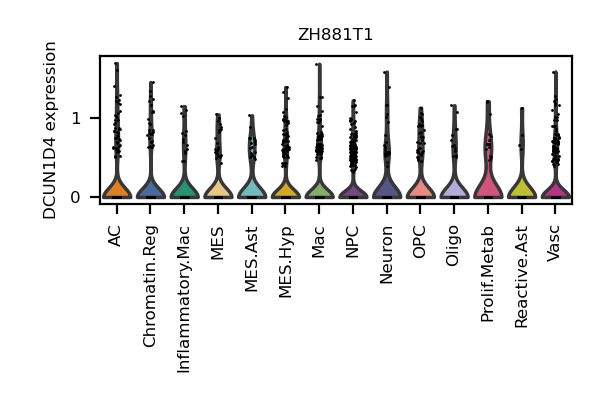 ZH881T1
DCUN1D4 expression
1
0
AC
Chromatin.Reg
Inflammatory.Mac
MES
MES.Ast
MES.Hyp
Mac
NPC
Neuron
OPC
Oligo
Prolif.Metab
Reactive.Ast
Vasc